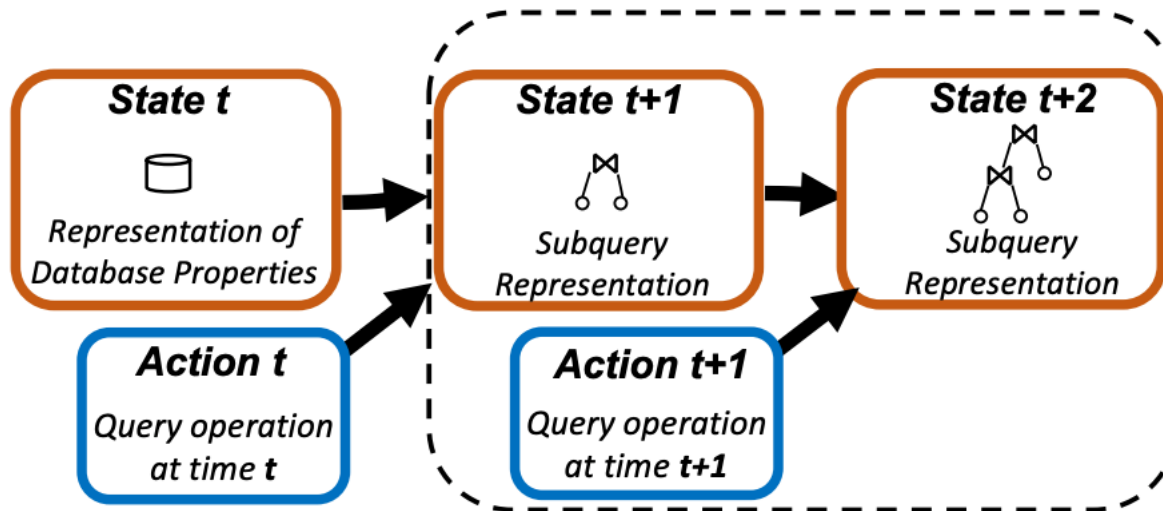 State t
Representation of
Database Properties
Action t
Query operation
at time t
State t+1
Subquery
Representation
Action t+1
Query operation
at time t+1
State t+2
Subquery
Representation